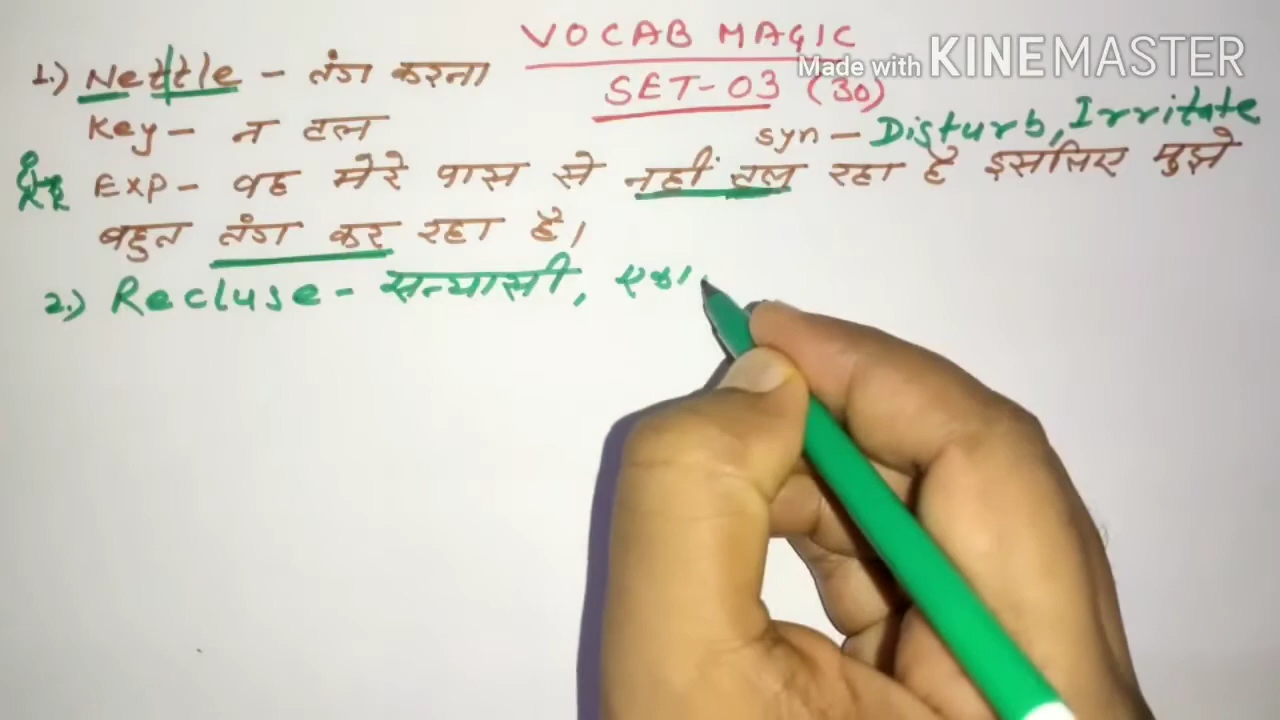 VOCAB MAGIC
Made with KINEMASTER
SET-03 (30)
1.) Nettle - तंग करना
Key - न टल
syn - Disturb, Irritate
Exp - वह मेरे पास से नहीं टल रहा है इसलिए मुझे
बहुत तंग कर रहा है।
2.) Recluse - सन्यासी, एका